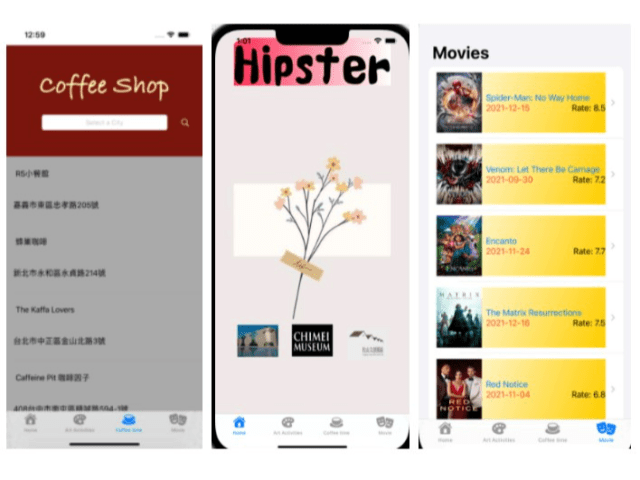 12:59
Coffee Shop
Select a City
R5小餐館
嘉義市東區忠孝路205號
蜂巢咖啡
新北市永和區永貞路214號
The Kaffa Lovers
台北市中正區金山北路3號
Caffeine Pit 咖啡因子
Home
Art Activities
Coffee time
Movie
1:01
Hipster
CHIMEI
MUSEUM
Home
Art Activities
Coffee time
Movie
Movies
Spider-Man: No Way Home
2021-12-15
Rate: 8.5
Venom: Let There Be Carnage
2021-09-30
Rate: 7.2
ENCANTO
Encanto
2021-11-24
Rate: 7.7
MATRIX
The Matrix Resurrections
2021-12-16
Rate: 7.5
RED
NOTICE
Red Notice
2021-11-04
Rate: 6.8
Home
Art Activities
Coffee time
Movie